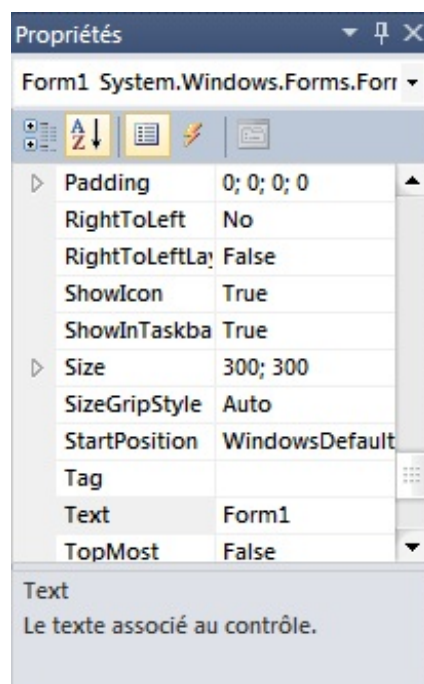 Propriétés
Form1 System.Windows.Forms.Forr
A Z
Padding 0; 0; 0; 0
RightToLeft No
RightToLeftLay False
ShowIcon True
ShowInTaskba True
Size 300; 300
SizeGripStyle Auto
StartPosition WindowsDefault
Tag
Text Form1
TopMost False
Text
Le texte associé au contrôle.